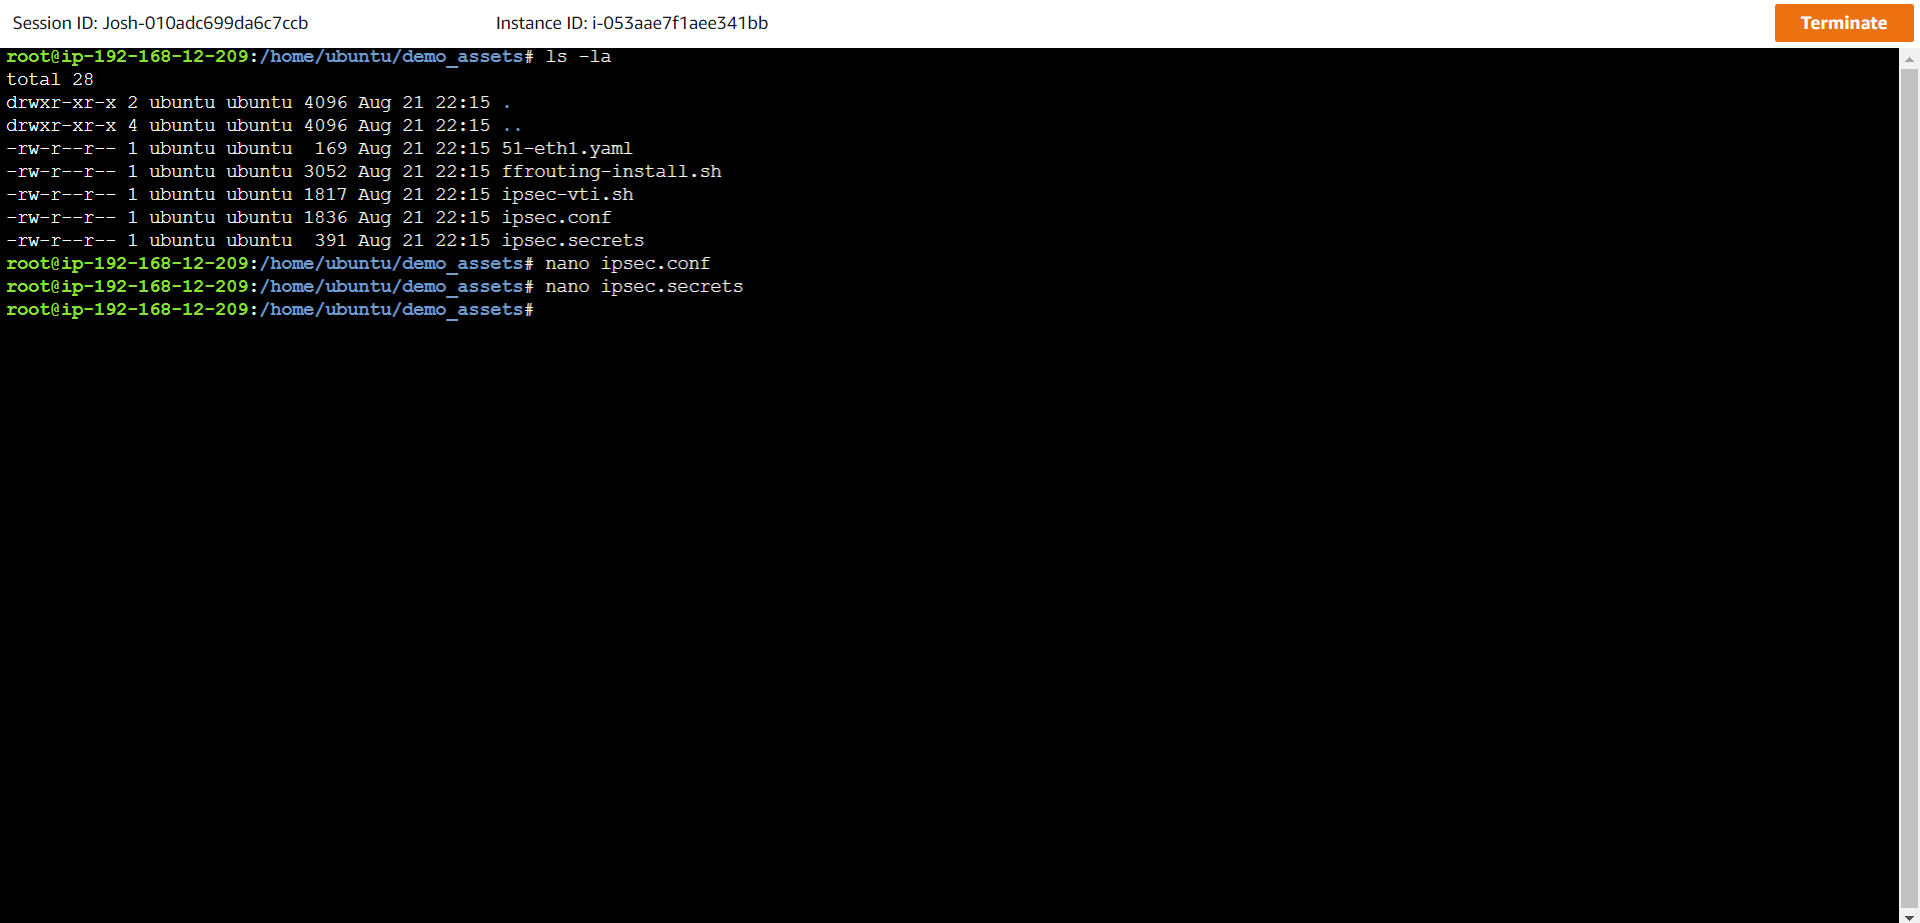 Session ID: Josh-010adc699da6c7ccb Instance ID: i-053aae7f1aee341bb Terminate
root@ip-192-168-12-209:/home/ubuntu/demo_assets# ls -la
total 28
drwxr-xr-x 2 ubuntu ubuntu 4096 Aug 21 22:15 .
drwxr-xr-x 4 ubuntu ubuntu 4096 Aug 21 22:15 ..
-rw-r--r-- 1 ubuntu ubuntu  169 Aug 21 22:15 51-eth1.yaml
-rw-r--r-- 1 ubuntu ubuntu 3052 Aug 21 22:15 ffrouting-install.sh
-rw-r--r-- 1 ubuntu ubuntu 1817 Aug 21 22:15 ipsec-vti.sh
-rw-r--r-- 1 ubuntu ubuntu 1836 Aug 21 22:15 ipsec.conf
-rw-r--r-- 1 ubuntu ubuntu  391 Aug 21 22:15 ipsec.secrets
root@ip-192-168-12-209:/home/ubuntu/demo_assets# nano ipsec.conf
root@ip-192-168-12-209:/home/ubuntu/demo_assets# nano ipsec.secrets
root@ip-192-168-12-209:/home/ubuntu/demo_assets#